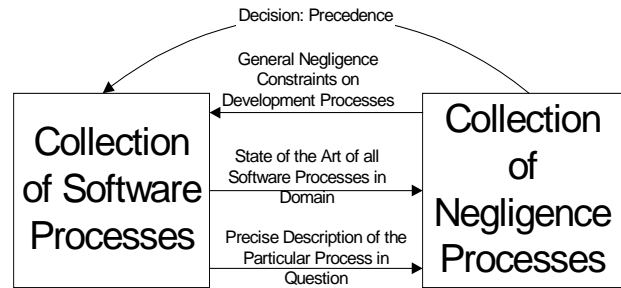 Decision: Precedence
General Negligence
Constraints on
Development Processes
Collection
of Software
Processes
State of the Art of all
Software Processes in
Domain
Precise Description of the
Particular Process in
Question
Collection
of
Negligence
Processes